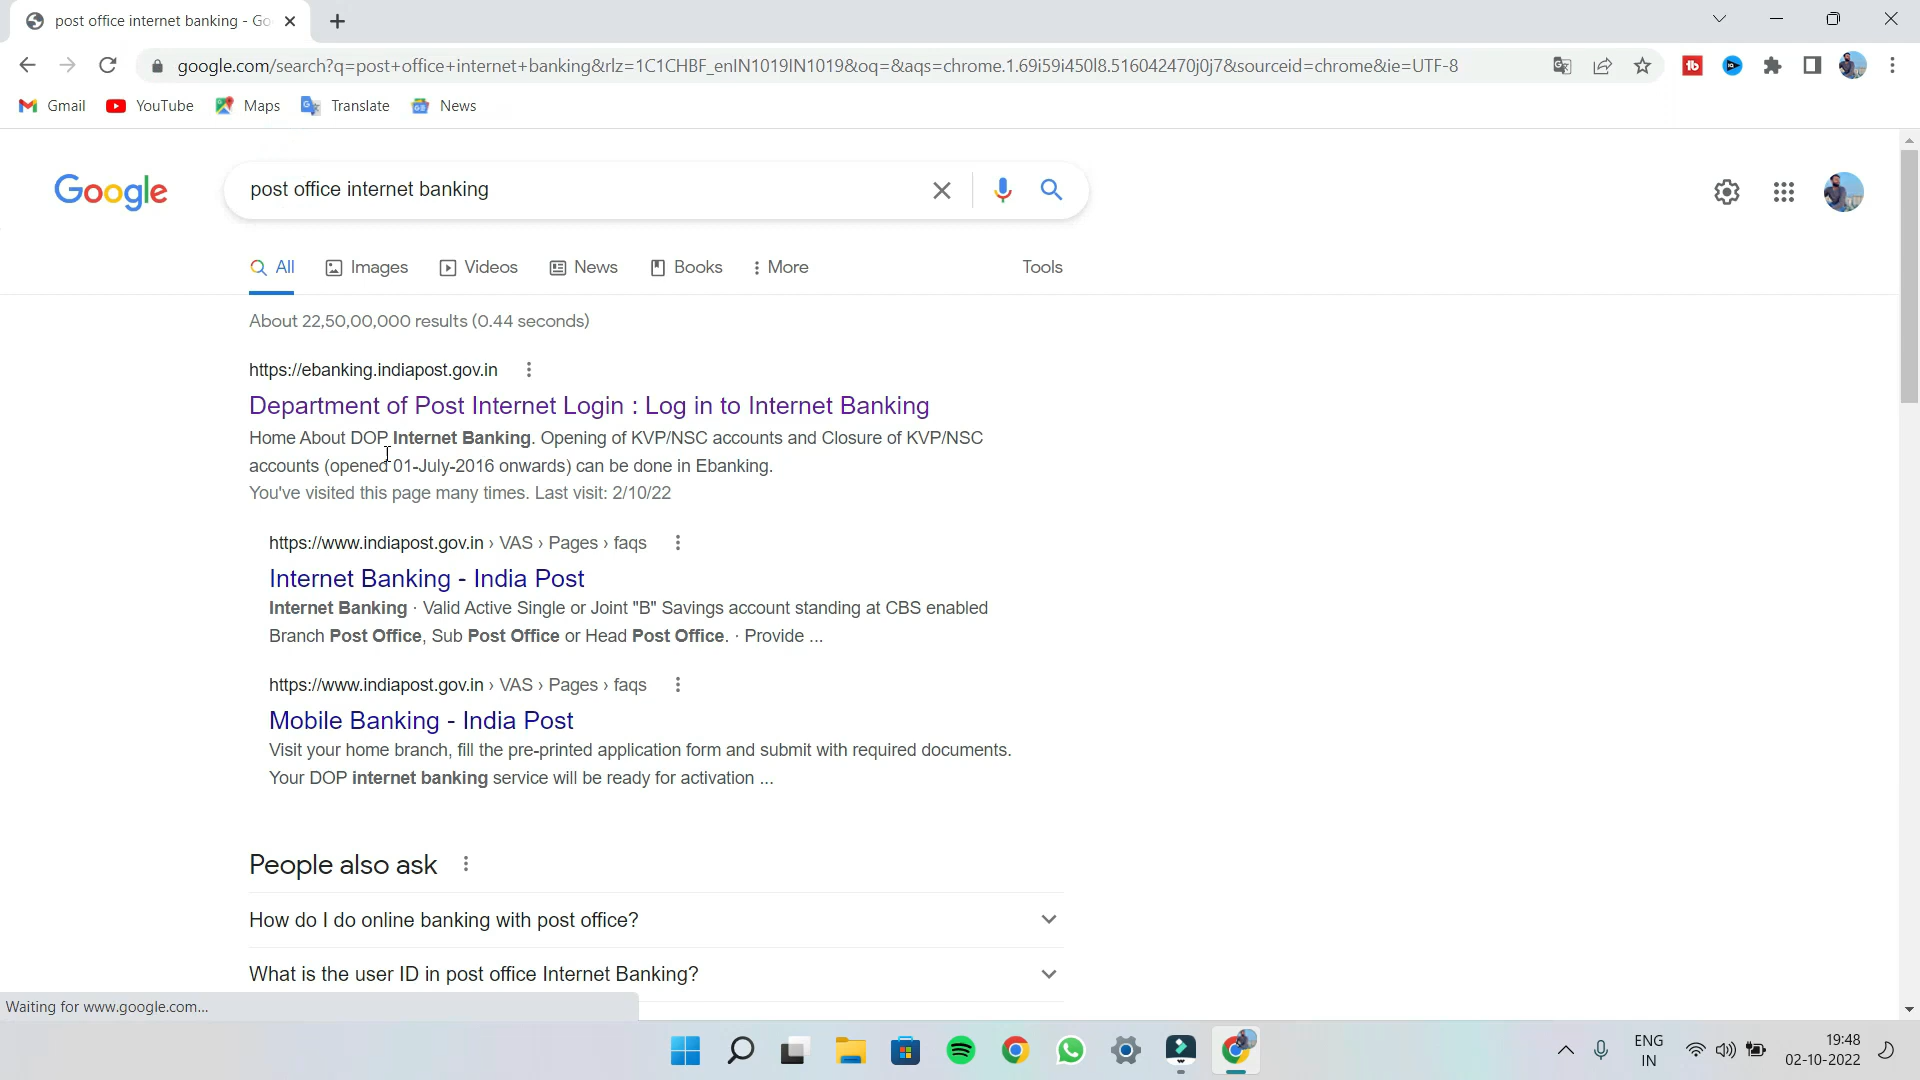 post office internet banking - Go
google.com/search?q=post+office+internet+banking&rlz=1C1CHBF_enIN1019IN1019&oq=&aqs=chrome.1.69i59i450l8.516042470j0j7&sourceid=chrome&ie=UTF-8
Gmail YouTube Maps Translate News
Google
post office internet banking
All Images Videos News Books More Tools
About 22,50,00,000 results (0.44 seconds)
https://ebanking.indiapost.gov.in
Department of Post Internet Login : Log in to Internet Banking
Home About DOP Internet Banking. Opening of KVP/NSC accounts and Closure of KVP/NSC
accounts (opened 01-July-2016 onwards) can be done in Ebanking.
You've visited this page many times. Last visit: 2/10/22
https://www.indiapost.gov.in › VAS › Pages › faqs
Internet Banking - India Post
Internet Banking · Valid Active Single or Joint "B" Savings account standing at CBS enabled
Branch Post Office, Sub Post Office or Head Post Office. · Provide ...
https://www.indiapost.gov.in › VAS › Pages › faqs
Mobile Banking - India Post
Visit your home branch, fill the pre-printed application form and submit with required documents.
Your DOP internet banking service will be ready for activation ...
People also ask
How do I do online banking with post office?
What is the user ID in post office Internet Banking?
Waiting for www.google.com...
ENG
IN
19:48
02-10-2022